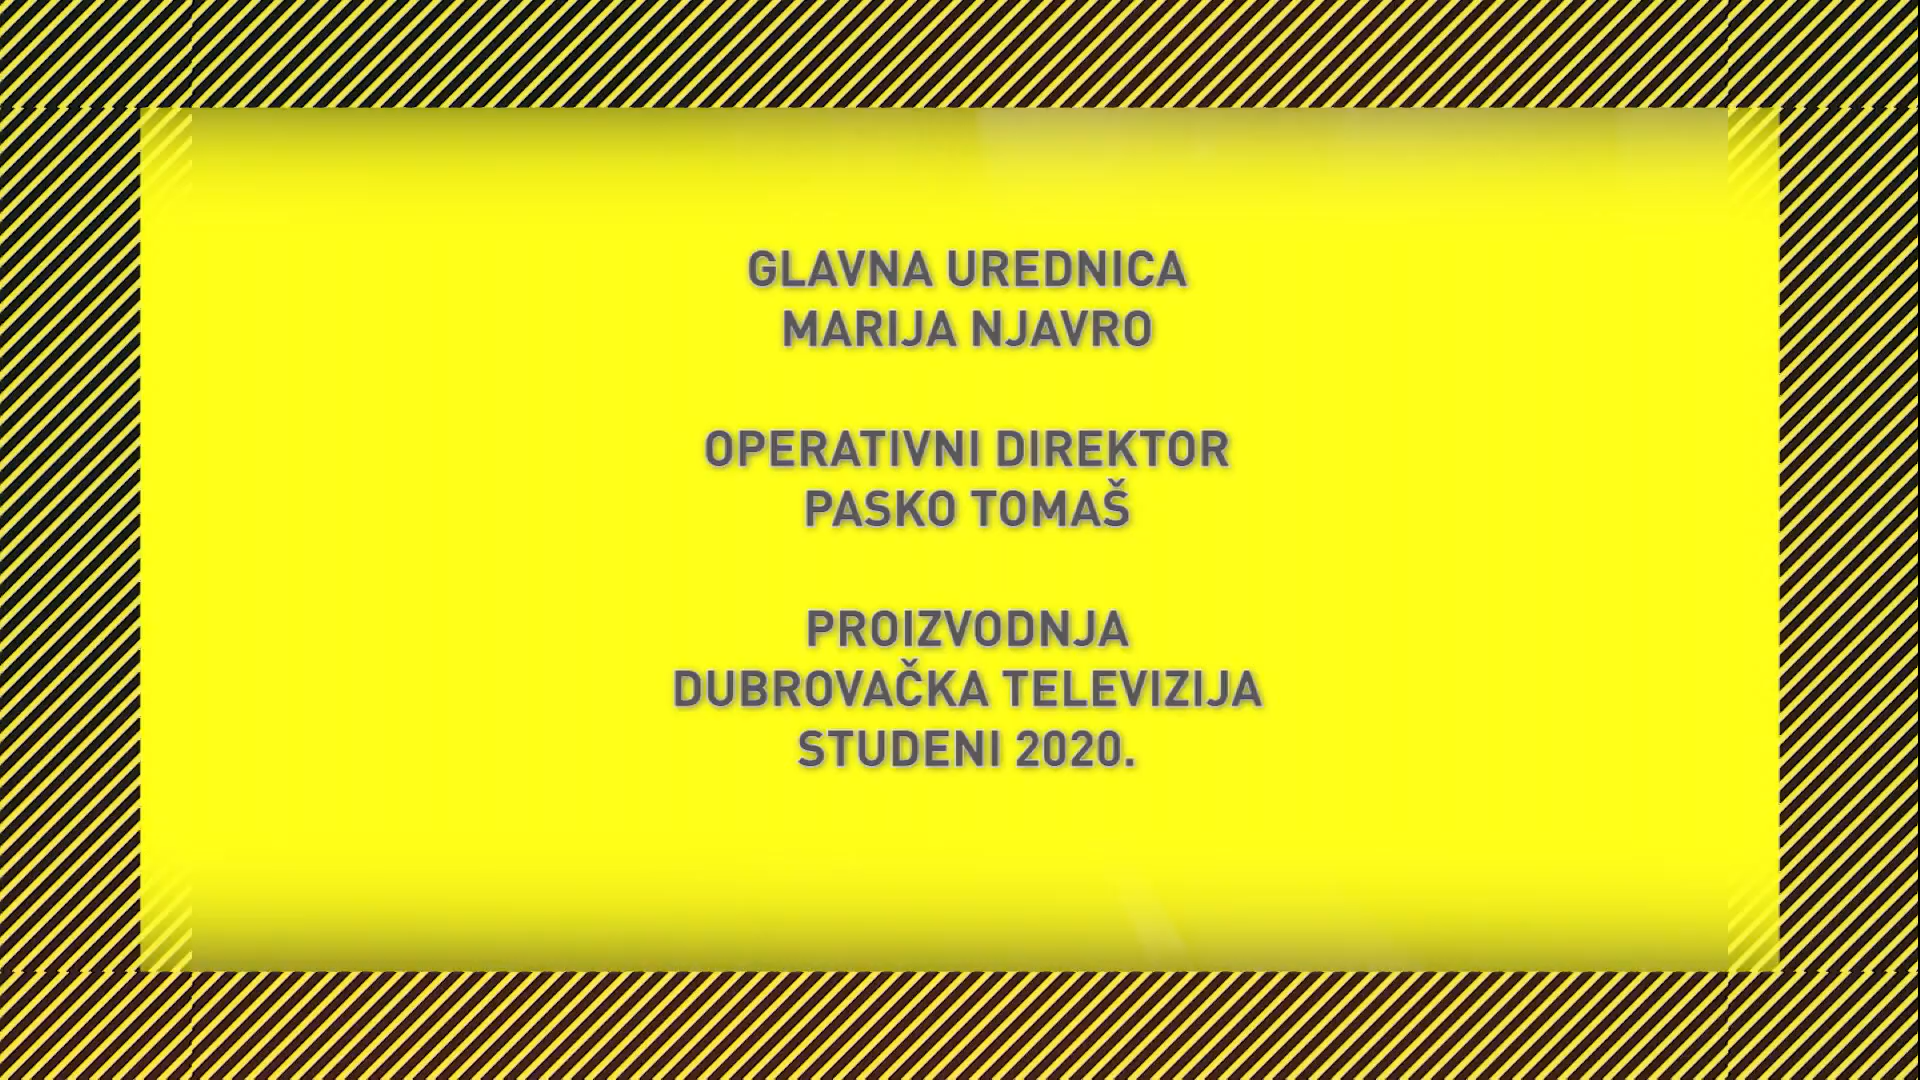 GLAVNA UREDNICA
MARIJA NJAVRO
OPERATIVNI DIREKTOR
PASKO TOMAŠ
PROIZVODNJA
DUBROVAČKA TELEVIZIJA
STUDENI 2020.